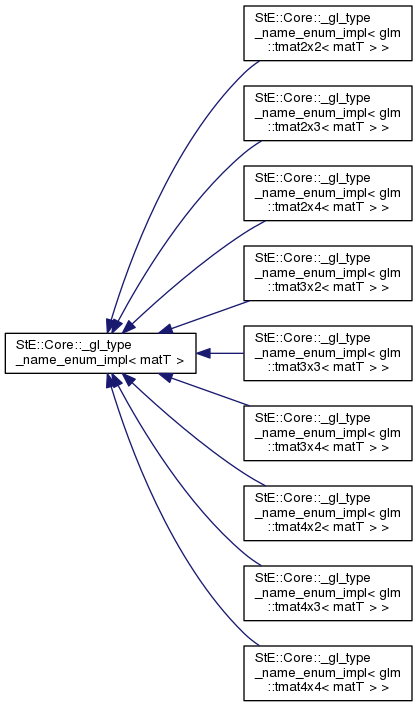 StE::Core::_gl_type
_name_enum_impl< glm
::tmat2x2< matT > >
StE::Core::_gl_type
_name_enum_impl< glm
::tmat2x3< matT > >
StE::Core::_gl_type
_name_enum_impl< glm
::tmat2x4< matT > >
StE::Core::_gl_type
_name_enum_impl< glm
::tmat3x2< matT > >
StE::Core::_gl_type
_name_enum_impl< matT >
StE::Core::_gl_type
_name_enum_impl< glm
::tmat3x3< matT > >
StE::Core::_gl_type
_name_enum_impl< glm
::tmat3x4< matT > >
StE::Core::_gl_type
_name_enum_impl< glm
::tmat4x2< matT > >
StE::Core::_gl_type
_name_enum_impl< glm
::tmat4x3< matT > >
StE::Core::_gl_type
_name_enum_impl< glm
::tmat4x4< matT > >